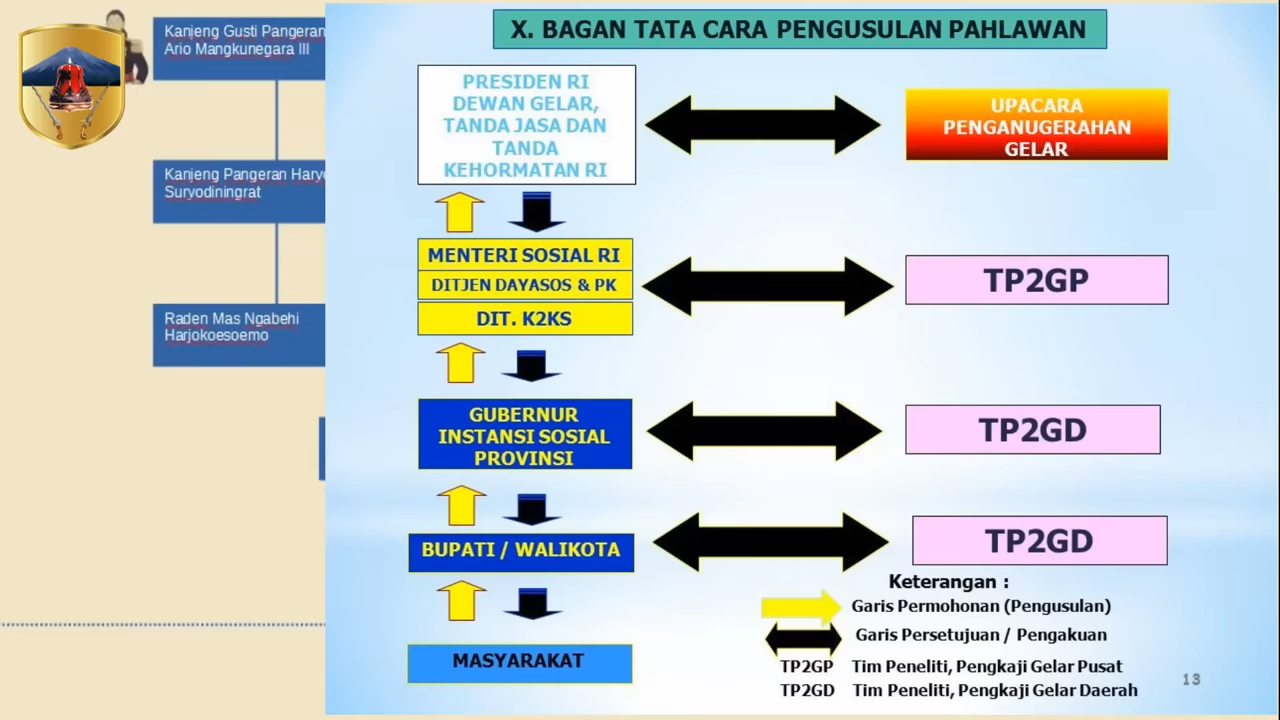 Kanjeng Gusti Pangeran
Ario Mangkunegara III
Kanjeng Pangeran Haryo
Suryodiningrat
Raden Mas Ngabehi
Harjokoesoemo
X. BAGAN TATA CARA PENGUSULAN PAHLAWAN
PRESIDEN RI
DEWAN GELAR,
TANDA JASA DAN
TANDA
KEHORMATAN RI
UPACARA
PENGANUGERAHAN
GELAR
MENTERI SOSIAL RI
DITJEN DAYASOS & PK
DIT. K2KS
TP2GP
GUBERNUR
INSTANSI SOSIAL
PROVINSI
TP2GD
BUPATI / WALIKOTA
TP2GD
MASYARAKAT
Keterangan :
Garis Permohonan (Pengusulan)
Garis Persetujuan / Pengakuan
TP2GP Tim Peneliti, Pengkaji Gelar Pusat
TP2GD Tim Peneliti, Pengkaji Gelar Daerah
13